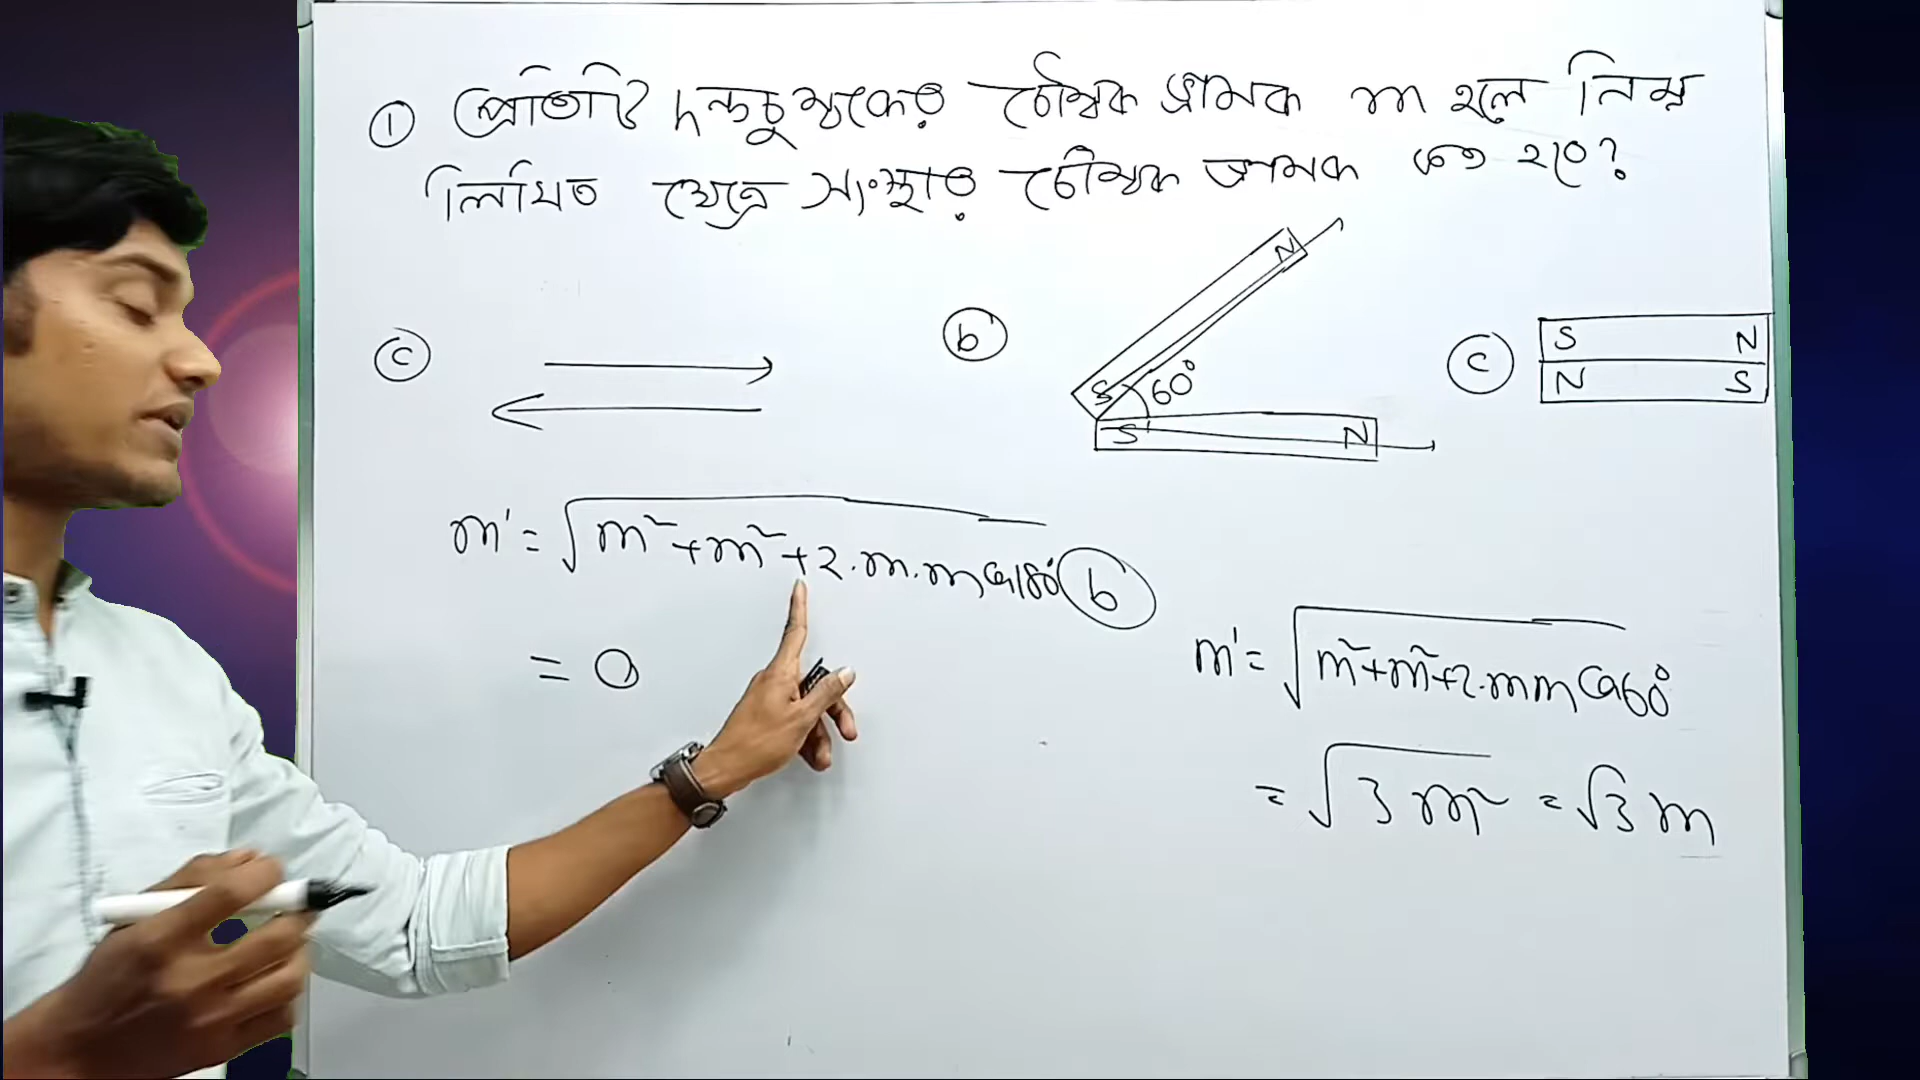 ① প্রতিটি দন্ডচুম্বকের চৌম্বক ভ্রামক m হলে নিম্ন
লিখিত ক্ষেত্রে সংস্থার চৌম্বক ভ্রামক কত হবে?
ⓒ
ⓑ
N
S 60°
S N
ⓒ
S N
N S
m' = √m²+m²+2.m.m cos180°
= 0
ⓑ
m' = √m²+m²+2.mm cos60°
= √3m² = √3 m